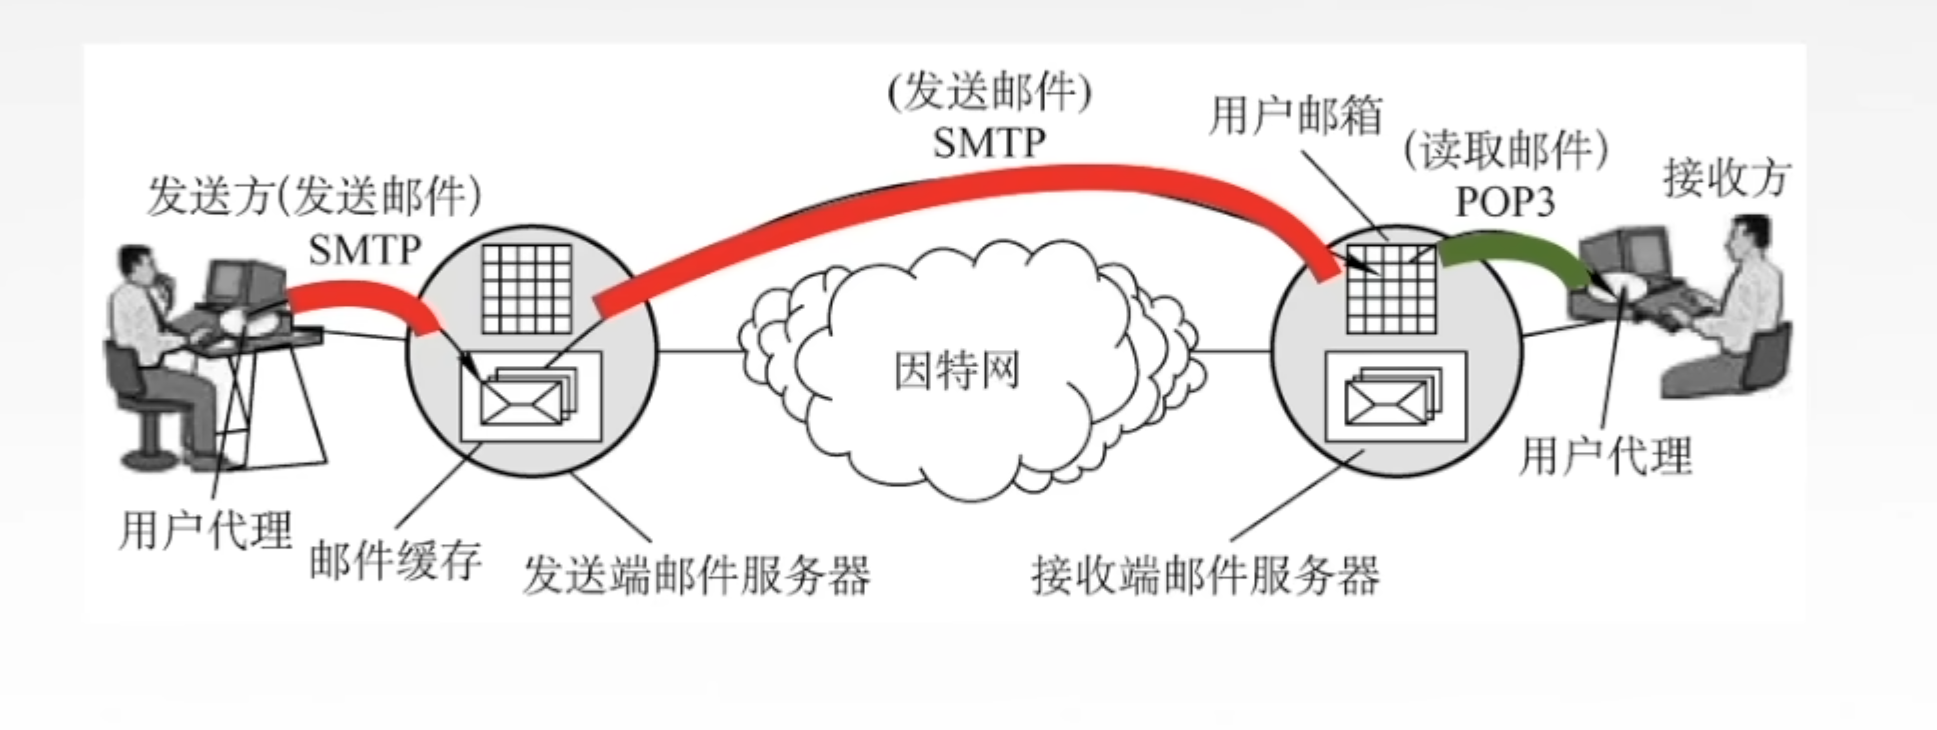 (发送邮件)
SMTP
用户邮箱
(读取邮件)
POP3
接收方
发送方(发送邮件)
SMTP
因特网
用户代理
用户代理
邮件缓存
发送端邮件服务器
接收端邮件服务器